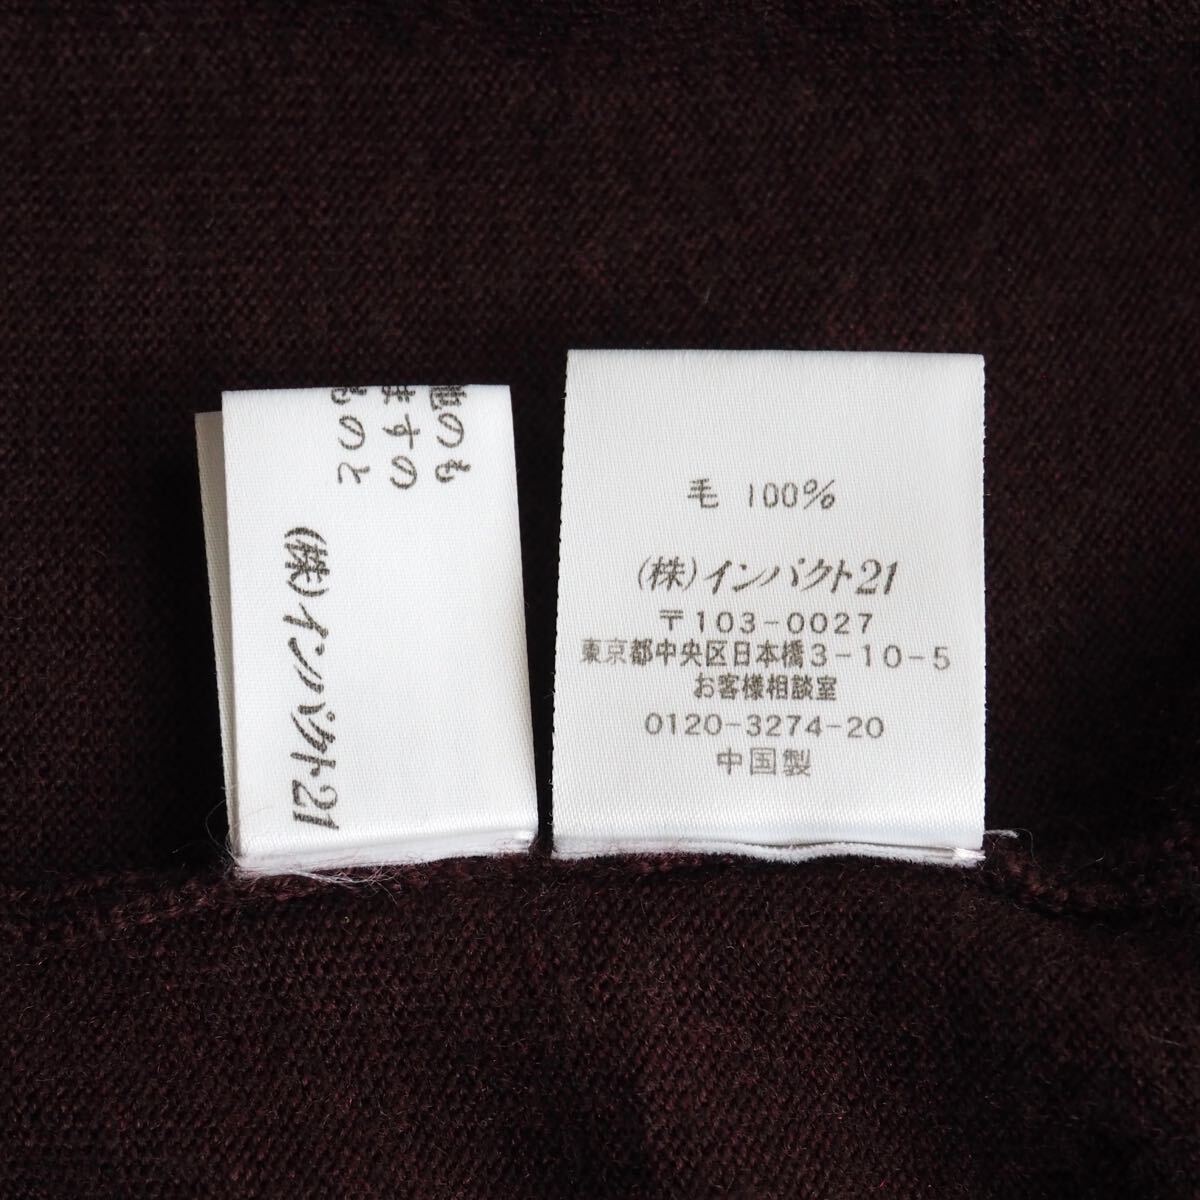 地のも
ますの
ものと
(株)インパクト21
毛 100%
(株)インパクト21
〒103-0027
東京都中央区日本橋3-10-5
お客様相談室
0120-3274-20
中国製